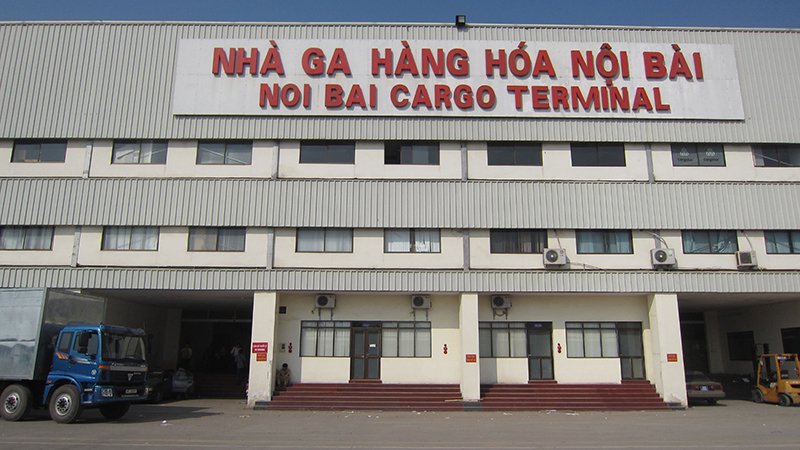 NHÀ GA HÀNG HÓA NỘI BÀI
NOI BAI CARGO TERMINAL